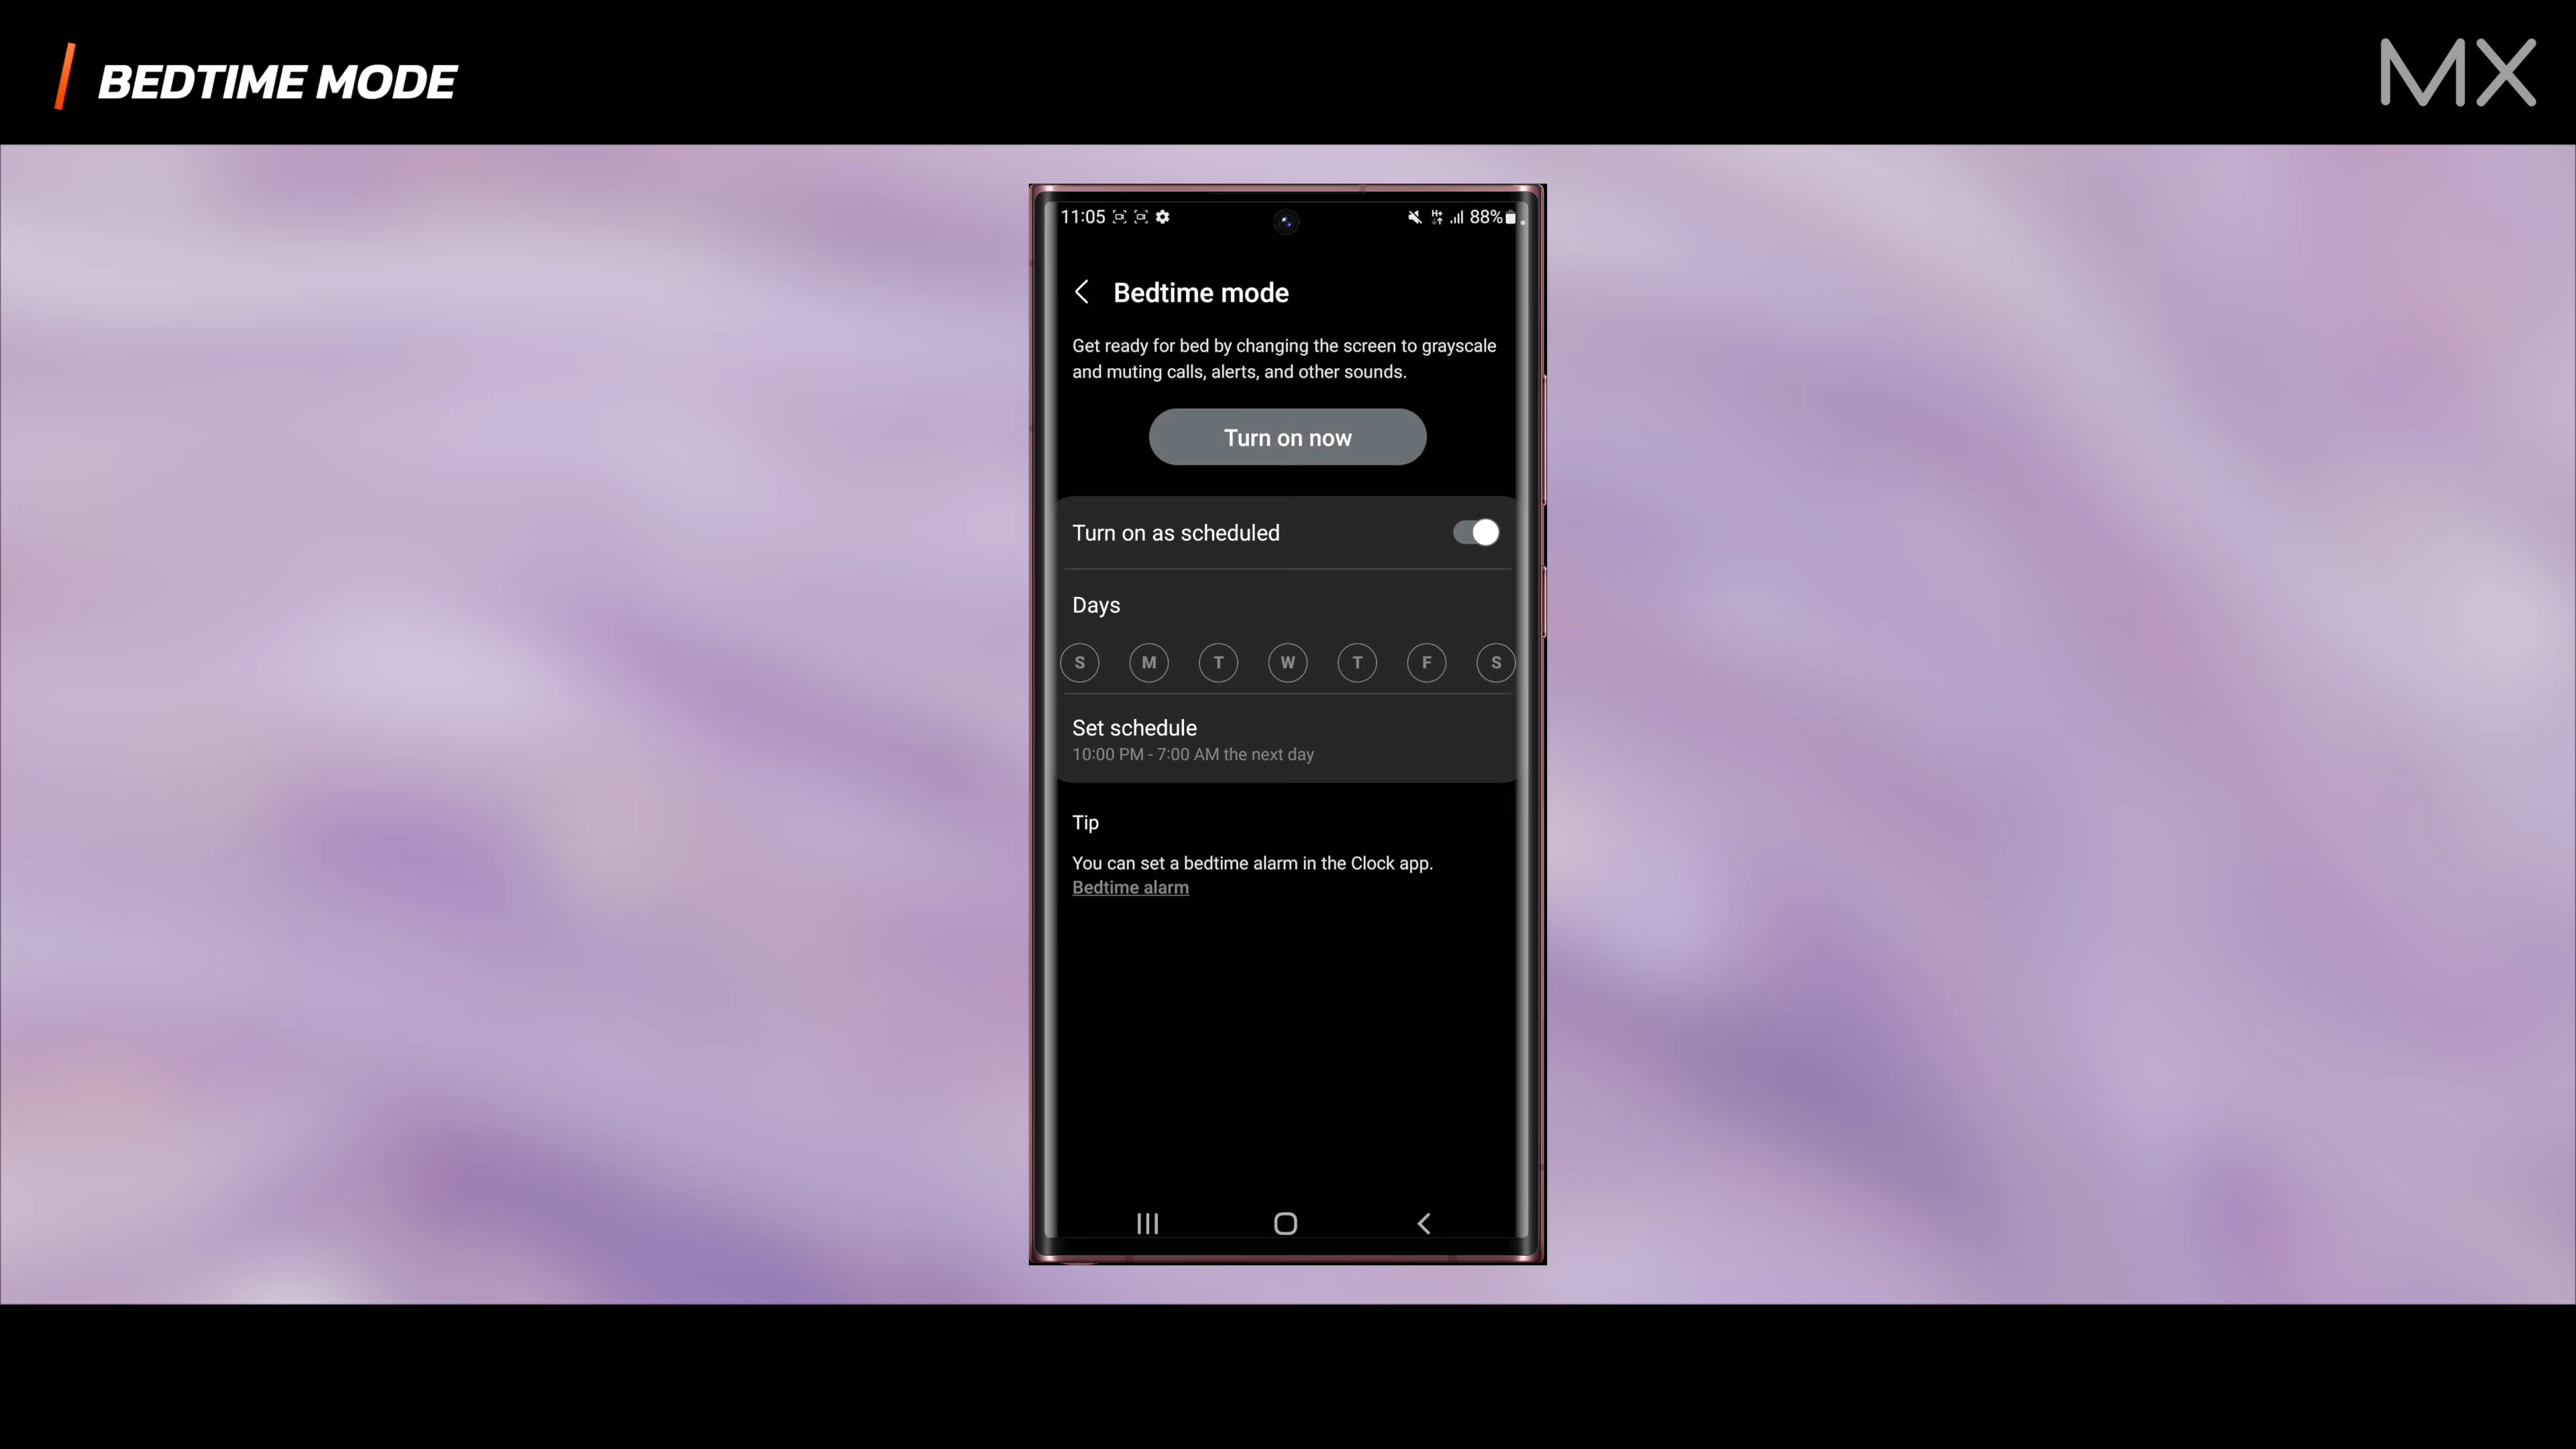 BEDTIME MODE
MX
11:05
88%
Bedtime mode
Get ready for bed by changing the screen to grayscale
and muting calls, alerts, and other sounds.
Turn on now
Turn on as scheduled
Days
S M T W T F S
Set schedule
10:00 PM - 7:00 AM the next day
Tip
You can set a bedtime alarm in the Clock app.
Bedtime alarm